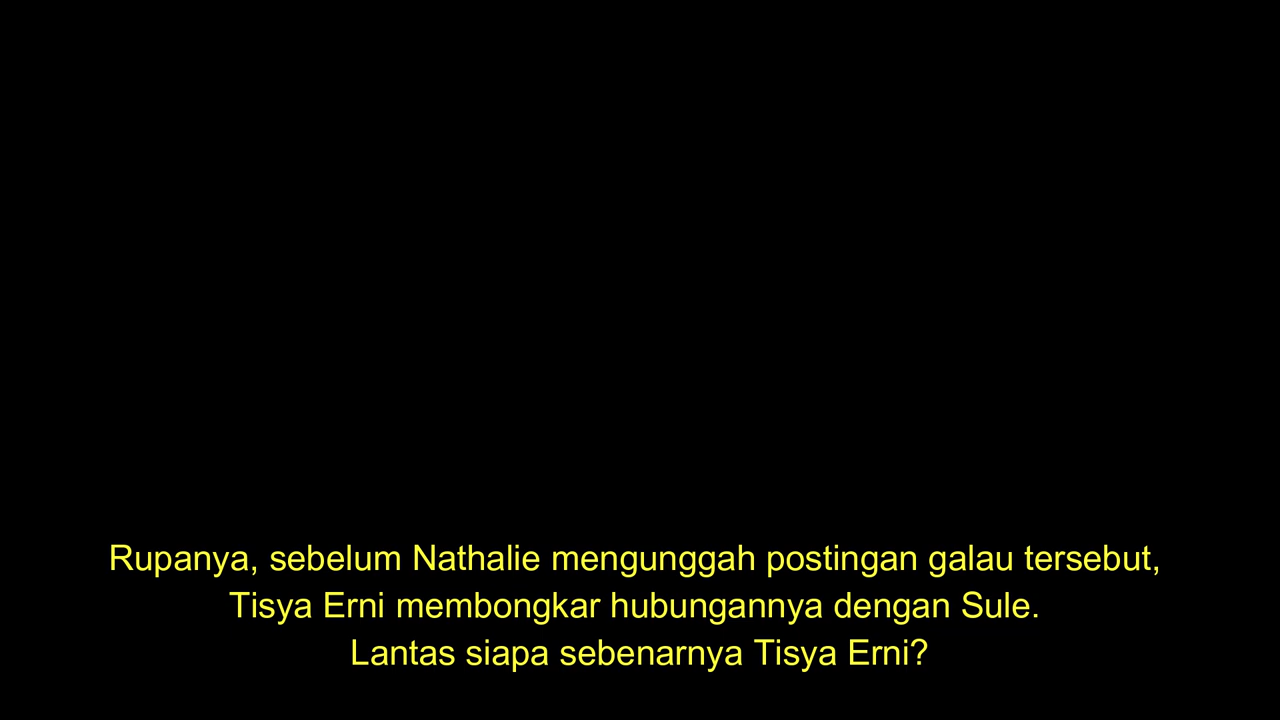 Rupanya, sebelum Nathalie mengunggah postingan galau tersebut,
Tisya Erni membongkar hubungannya dengan Sule.
Lantas siapa sebenarnya Tisya Erni?